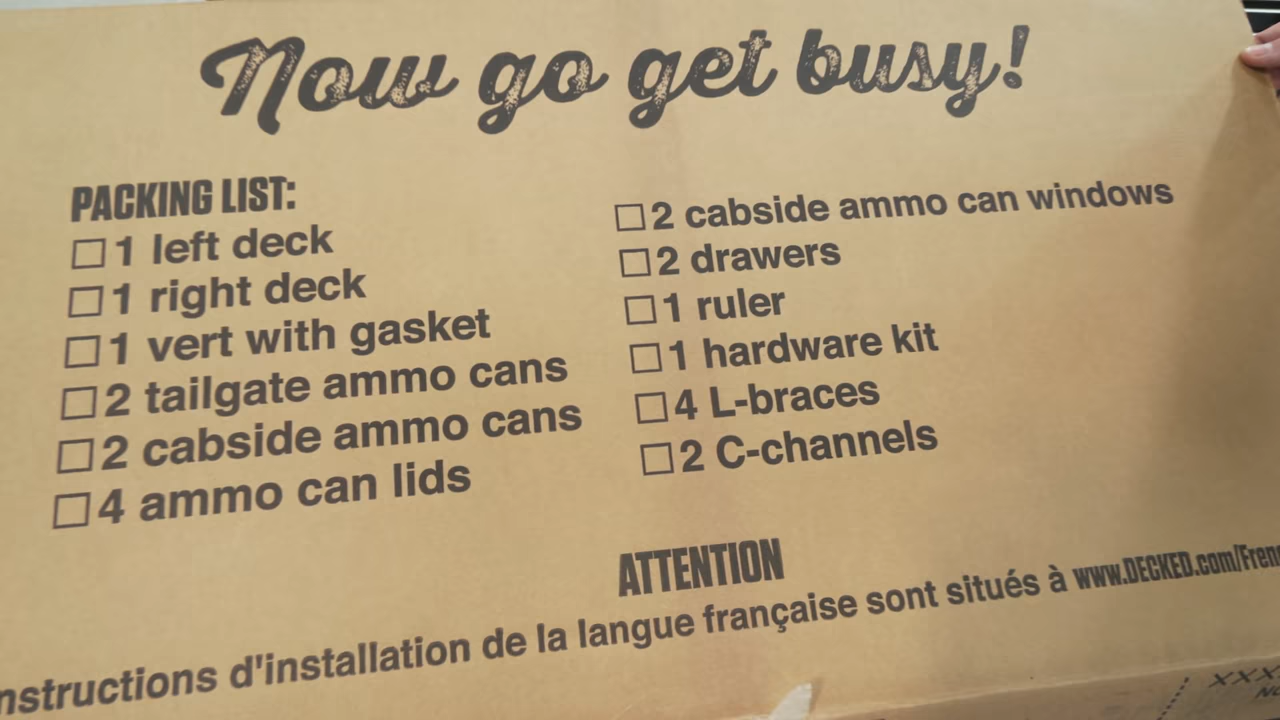 Now go get busy!
PACKING LIST:
1 left deck
1 right deck
1 vert with gasket
2 tailgate ammo cans
2 cabside ammo cans
4 ammo can lids
2 cabside ammo can windows
2 drawers
1 ruler
1 hardware kit
4 L-braces
2 C-channels
ATTENTION
nstructions d'installation de la langue française sont situés à www.DECKED.com/Fren